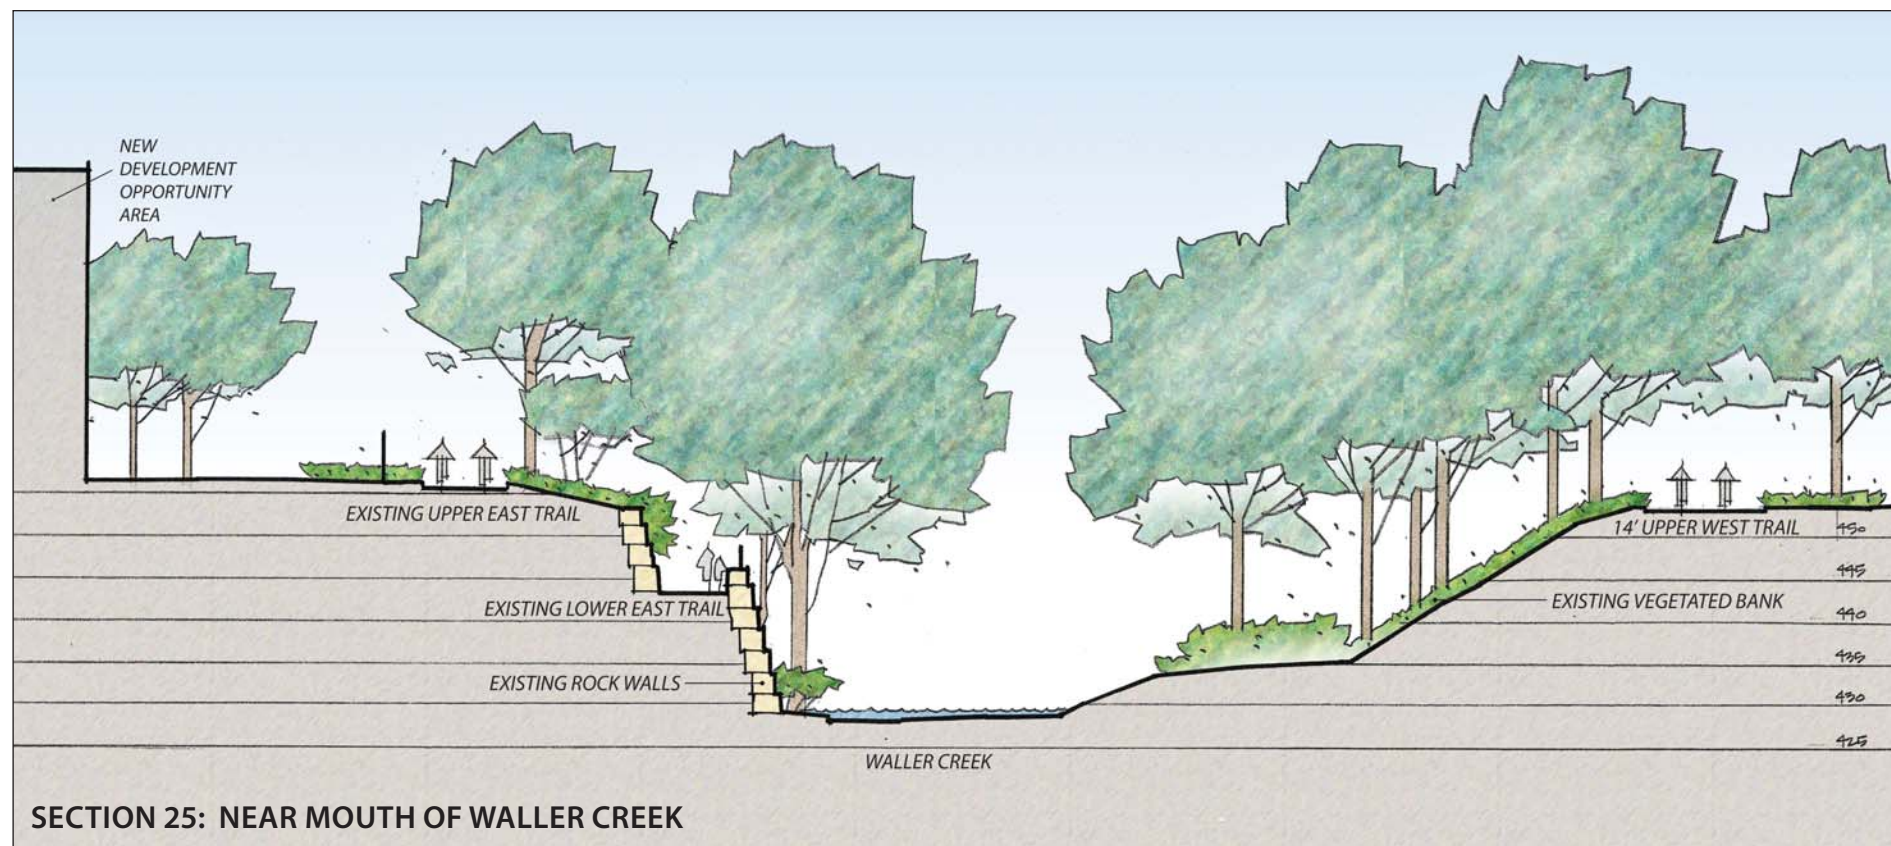 NEW
DEVELOPMENT
OPPORTUNITY
AREA
EXISTING UPPER EAST TRAIL
14' UPPER WEST TRAIL
450
445
EXISTING LOWER EAST TRAIL
EXISTING VEGETATED BANK
440
435
EXISTING ROCK WALLS
430
425
WALLER CREEK
SECTION 25: NEAR MOUTH OF WALLER CREEK